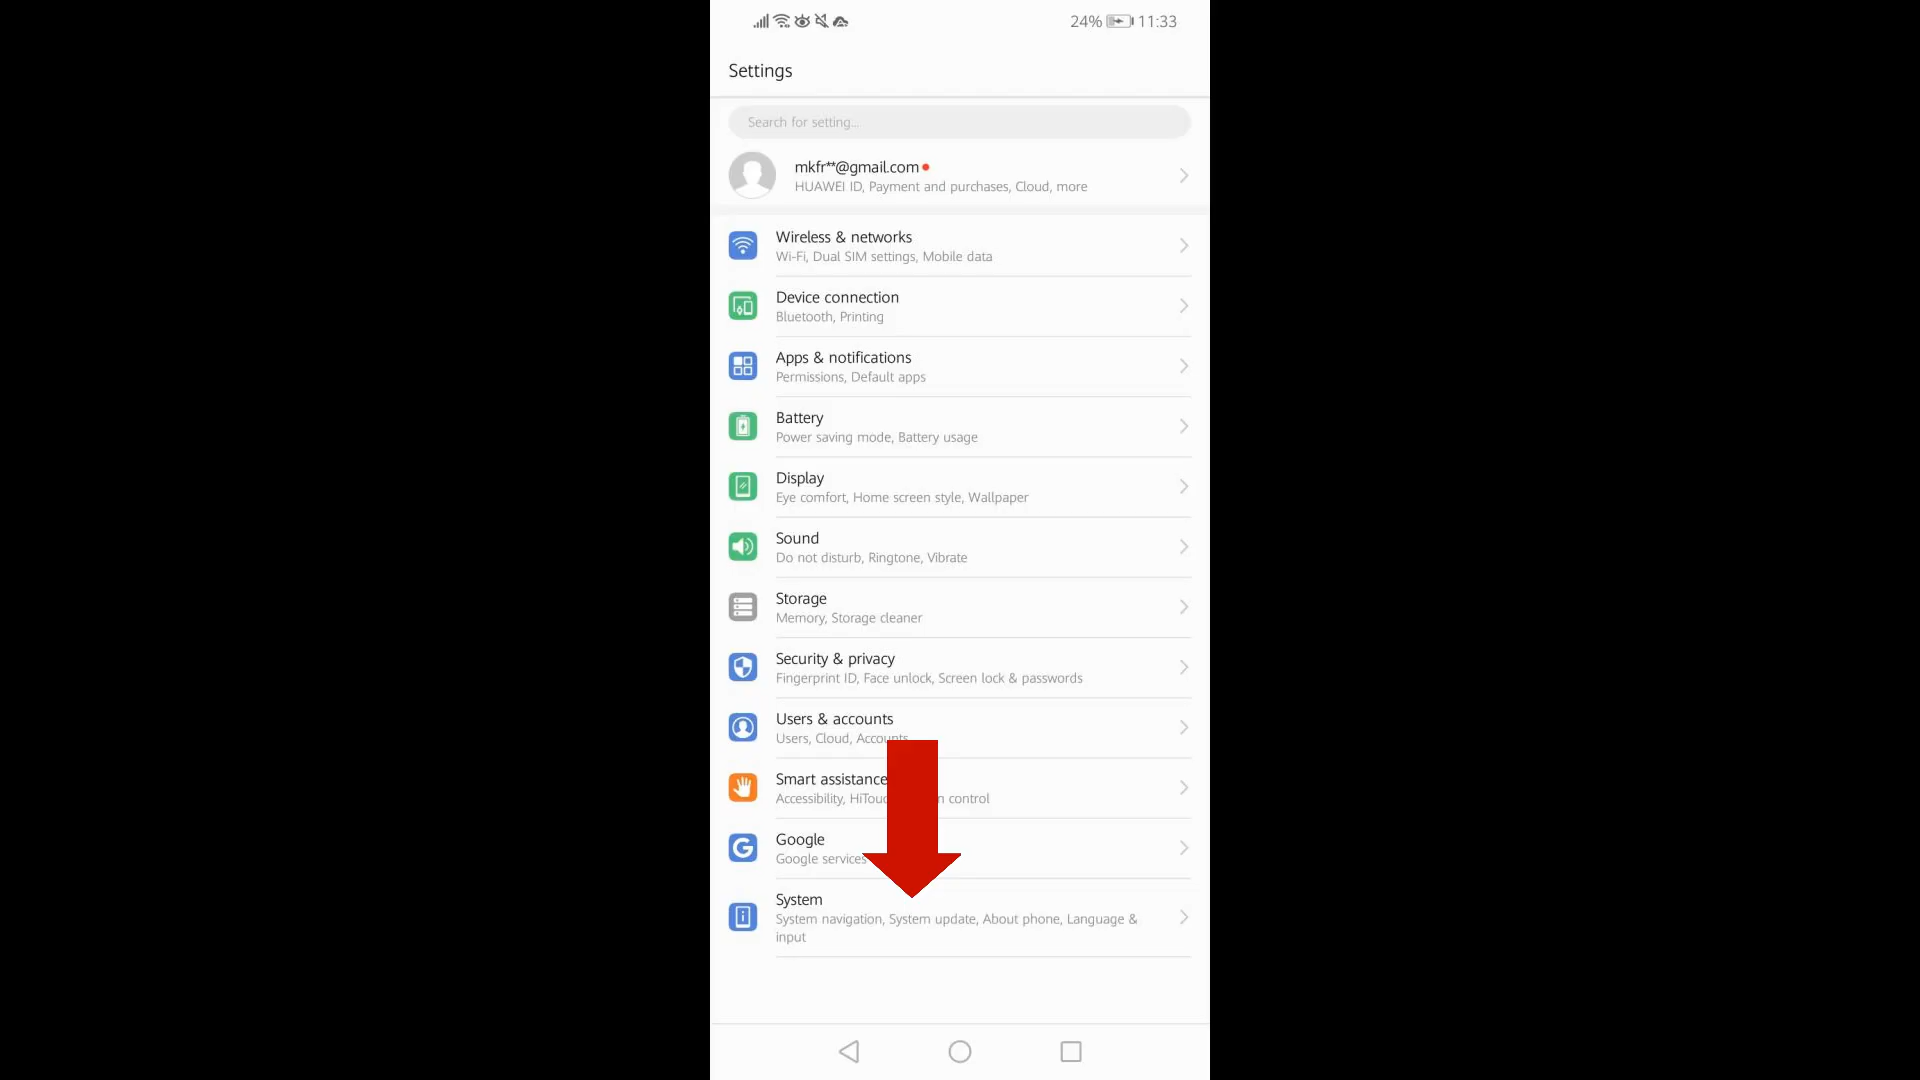 24% 11:33
Settings
Search for setting...
mkfr**@gmail.com
HUAWEI ID, Payment and purchases, Cloud, more
Wireless & networks
Wi-Fi, Dual SIM settings, Mobile data
Device connection
Bluetooth, Printing
Apps & notifications
Permissions, Default apps
Battery
Power saving mode, Battery usage
Display
Eye comfort, Home screen style, Wallpaper
Sound
Do not disturb, Ringtone, Vibrate
Storage
Memory, Storage cleaner
Security & privacy
Fingerprint ID, Face unlock, Screen lock & passwords
Users & accounts
Users, Cloud, Accounts
Smart assistance
Accessibility, control
Google
Google services
System
System navigation, System update, About phone, Language &
input